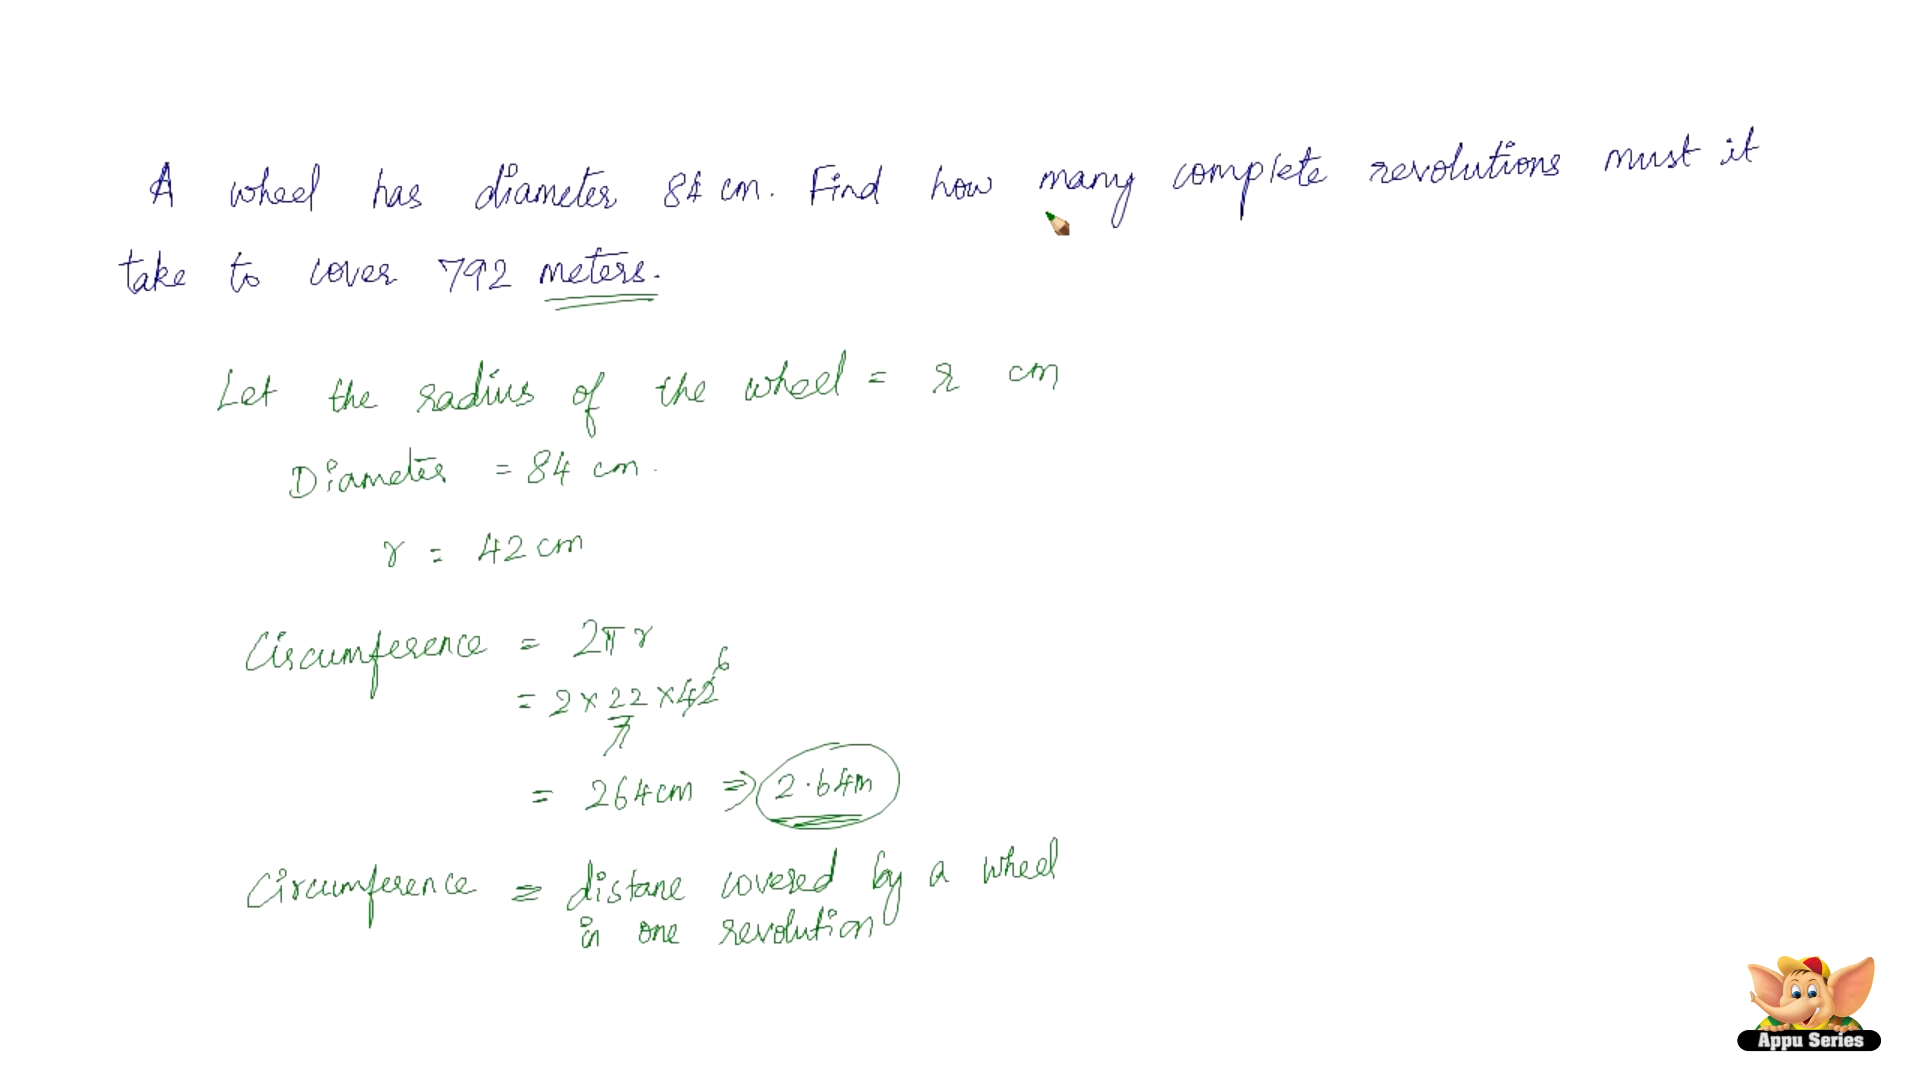 A wheel has diameter 84 cm. Find how many complete revolutions must it
take to cover 792 meters.
Let the radius of the wheel = r cm
Diameter = 84 cm.
r = 42 cm
Circumference = 2πr
6
= 2 × 22/7 × 42
= 264 cm ⇒ 2.64m
Circumference = distane covered by a wheel
in one revolution
Appu Series